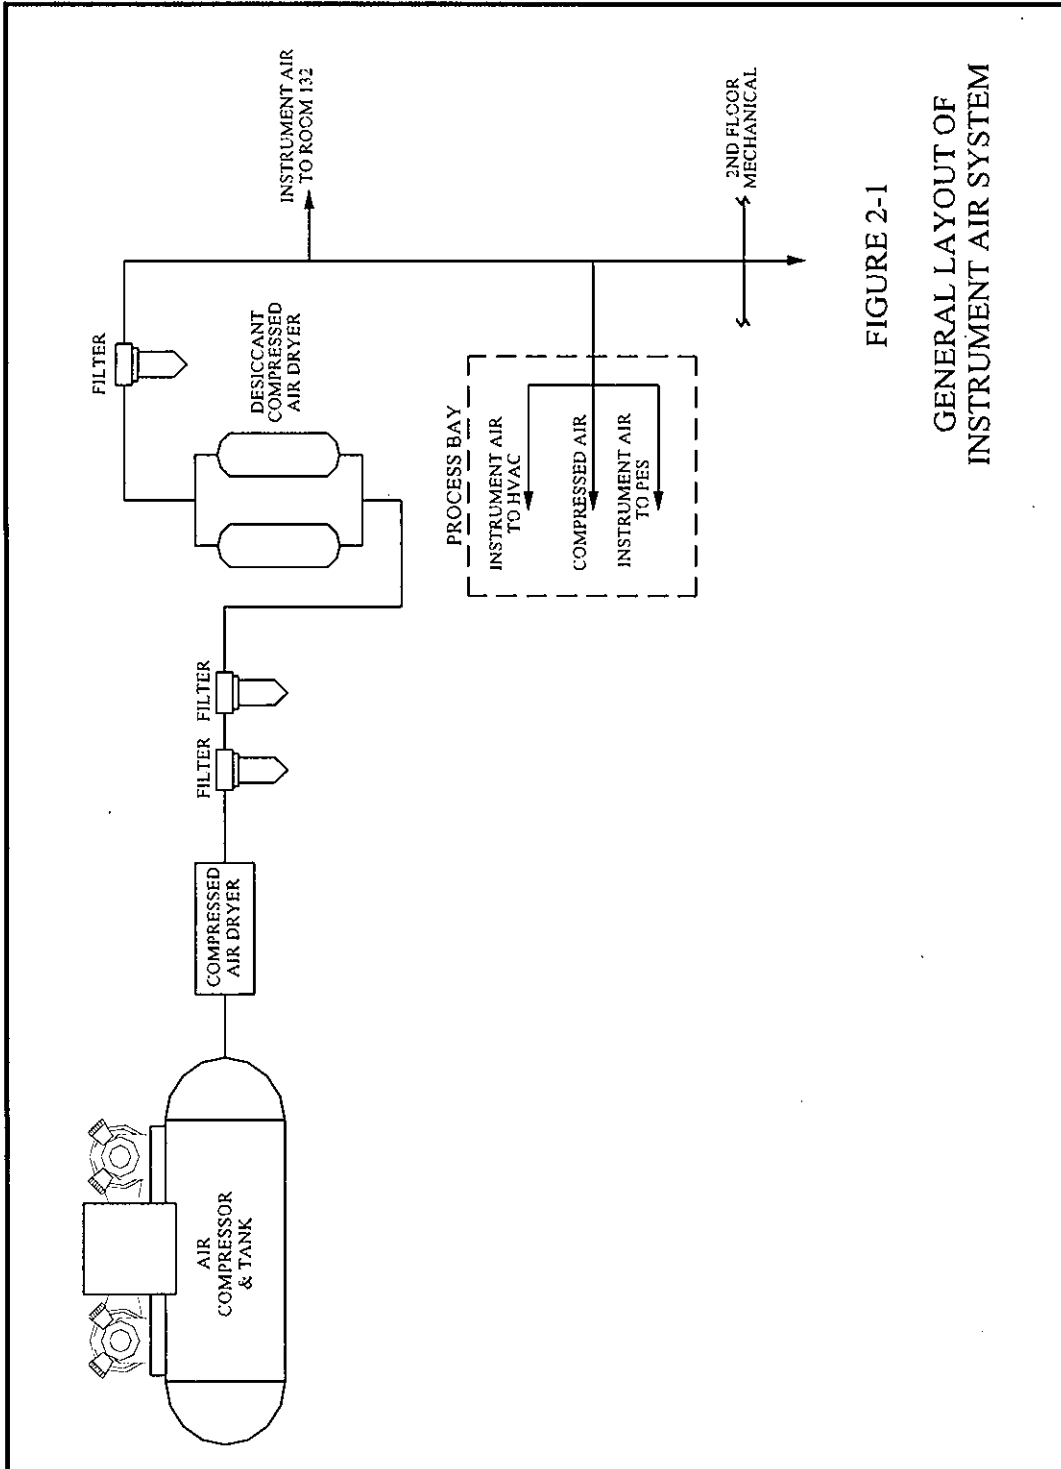 AIR
COMPRESSOR
& TANK
COMPRESSED
AIR DRYER
FILTER
FILTER
DESICCANT
COMPRESSED
AIR DRYER
FILTER
INSTRUMENT AIR
TO ROOM 132
PROCESS BAY
INSTRUMENT AIR
TO HVAC
COMPRESSED AIR
INSTRUMENT AIR
TO PES
2ND FLOOR
MECHANICAL
FIGURE 2-1
GENERAL LAYOUT OF
INSTRUMENT AIR SYSTEM